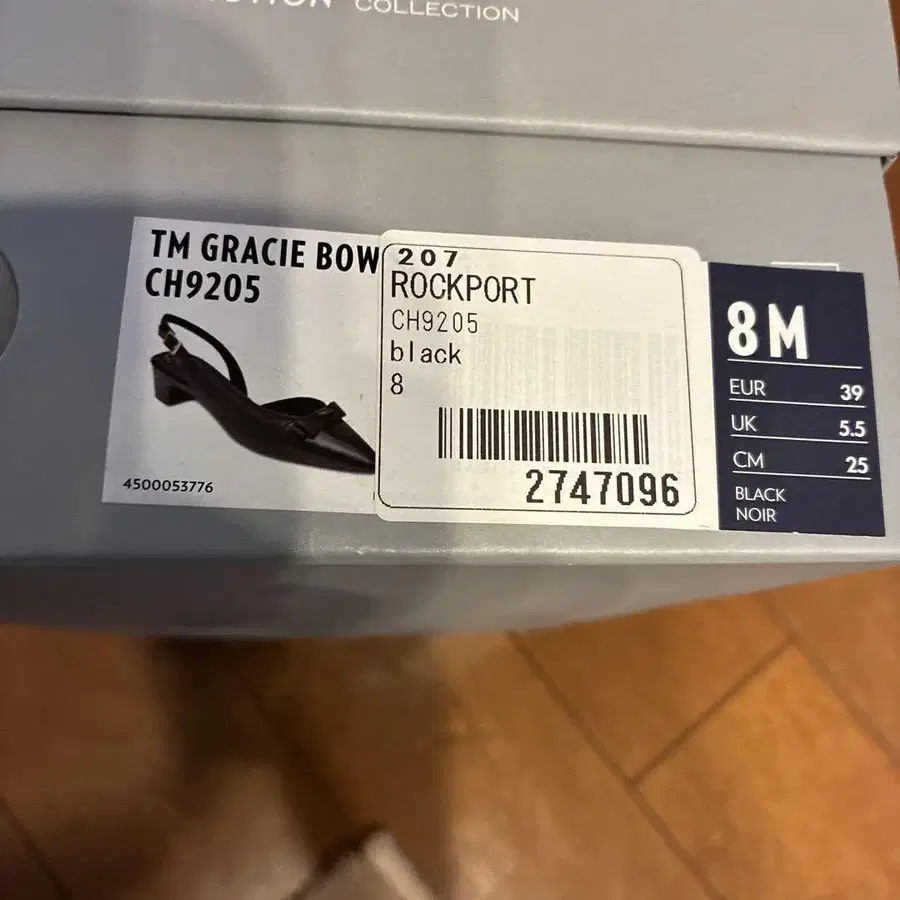 COLLECTION
TM GRACIE BOW
CH9205
4500053776
207
ROCKPORT
CH9205
black
8
2747096
8M
EUR 39
UK 5.5
CM 25
BLACK
NOIR